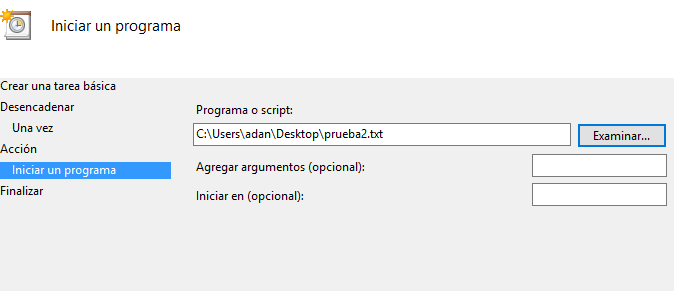 Iniciar un programa
Crear una tarea básica
Desencadenar
Una vez
Acción
Iniciar un programa
Finalizar
Programa o script:
C:\Users\adan\Desktop\prueba2.txt
Examinar...
Agregar argumentos (opcional):
Iniciar en (opcional):